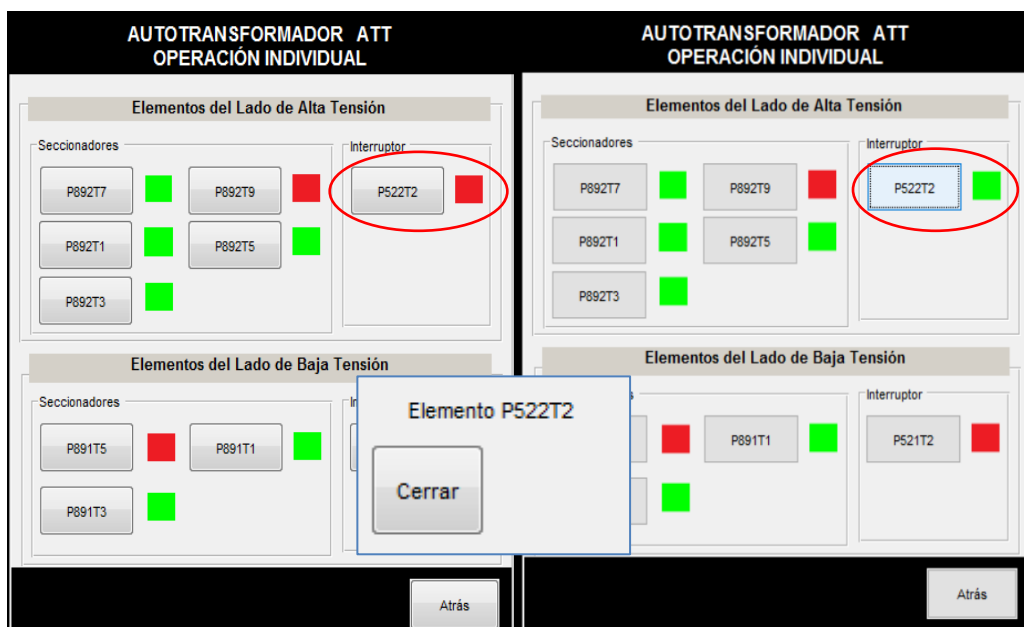 AUTOTRANSFORMADOR ATT
OPERACIÓN INDIVIDUAL
Elementos del Lado de Alta Tensión
Seccionadores
Interruptor
P892T7
P892T9
P522T2
P892T1
P892T5
P892T3
Elementos del Lado de Baja Tensión
Seccionadores
P891T5
P891T1
P891T3
Atrás
Elemento P522T2
Cerrar
AUTOTRANSFORMADOR ATT
OPERACIÓN INDIVIDUAL
Elementos del Lado de Alta Tensión
Seccionadores
Interruptor
P892T7
P892T9
P522T2
P892T1
P892T5
P892T3
Elementos del Lado de Baja Tensión
Interruptor
P891T1
P521T2
Atrás